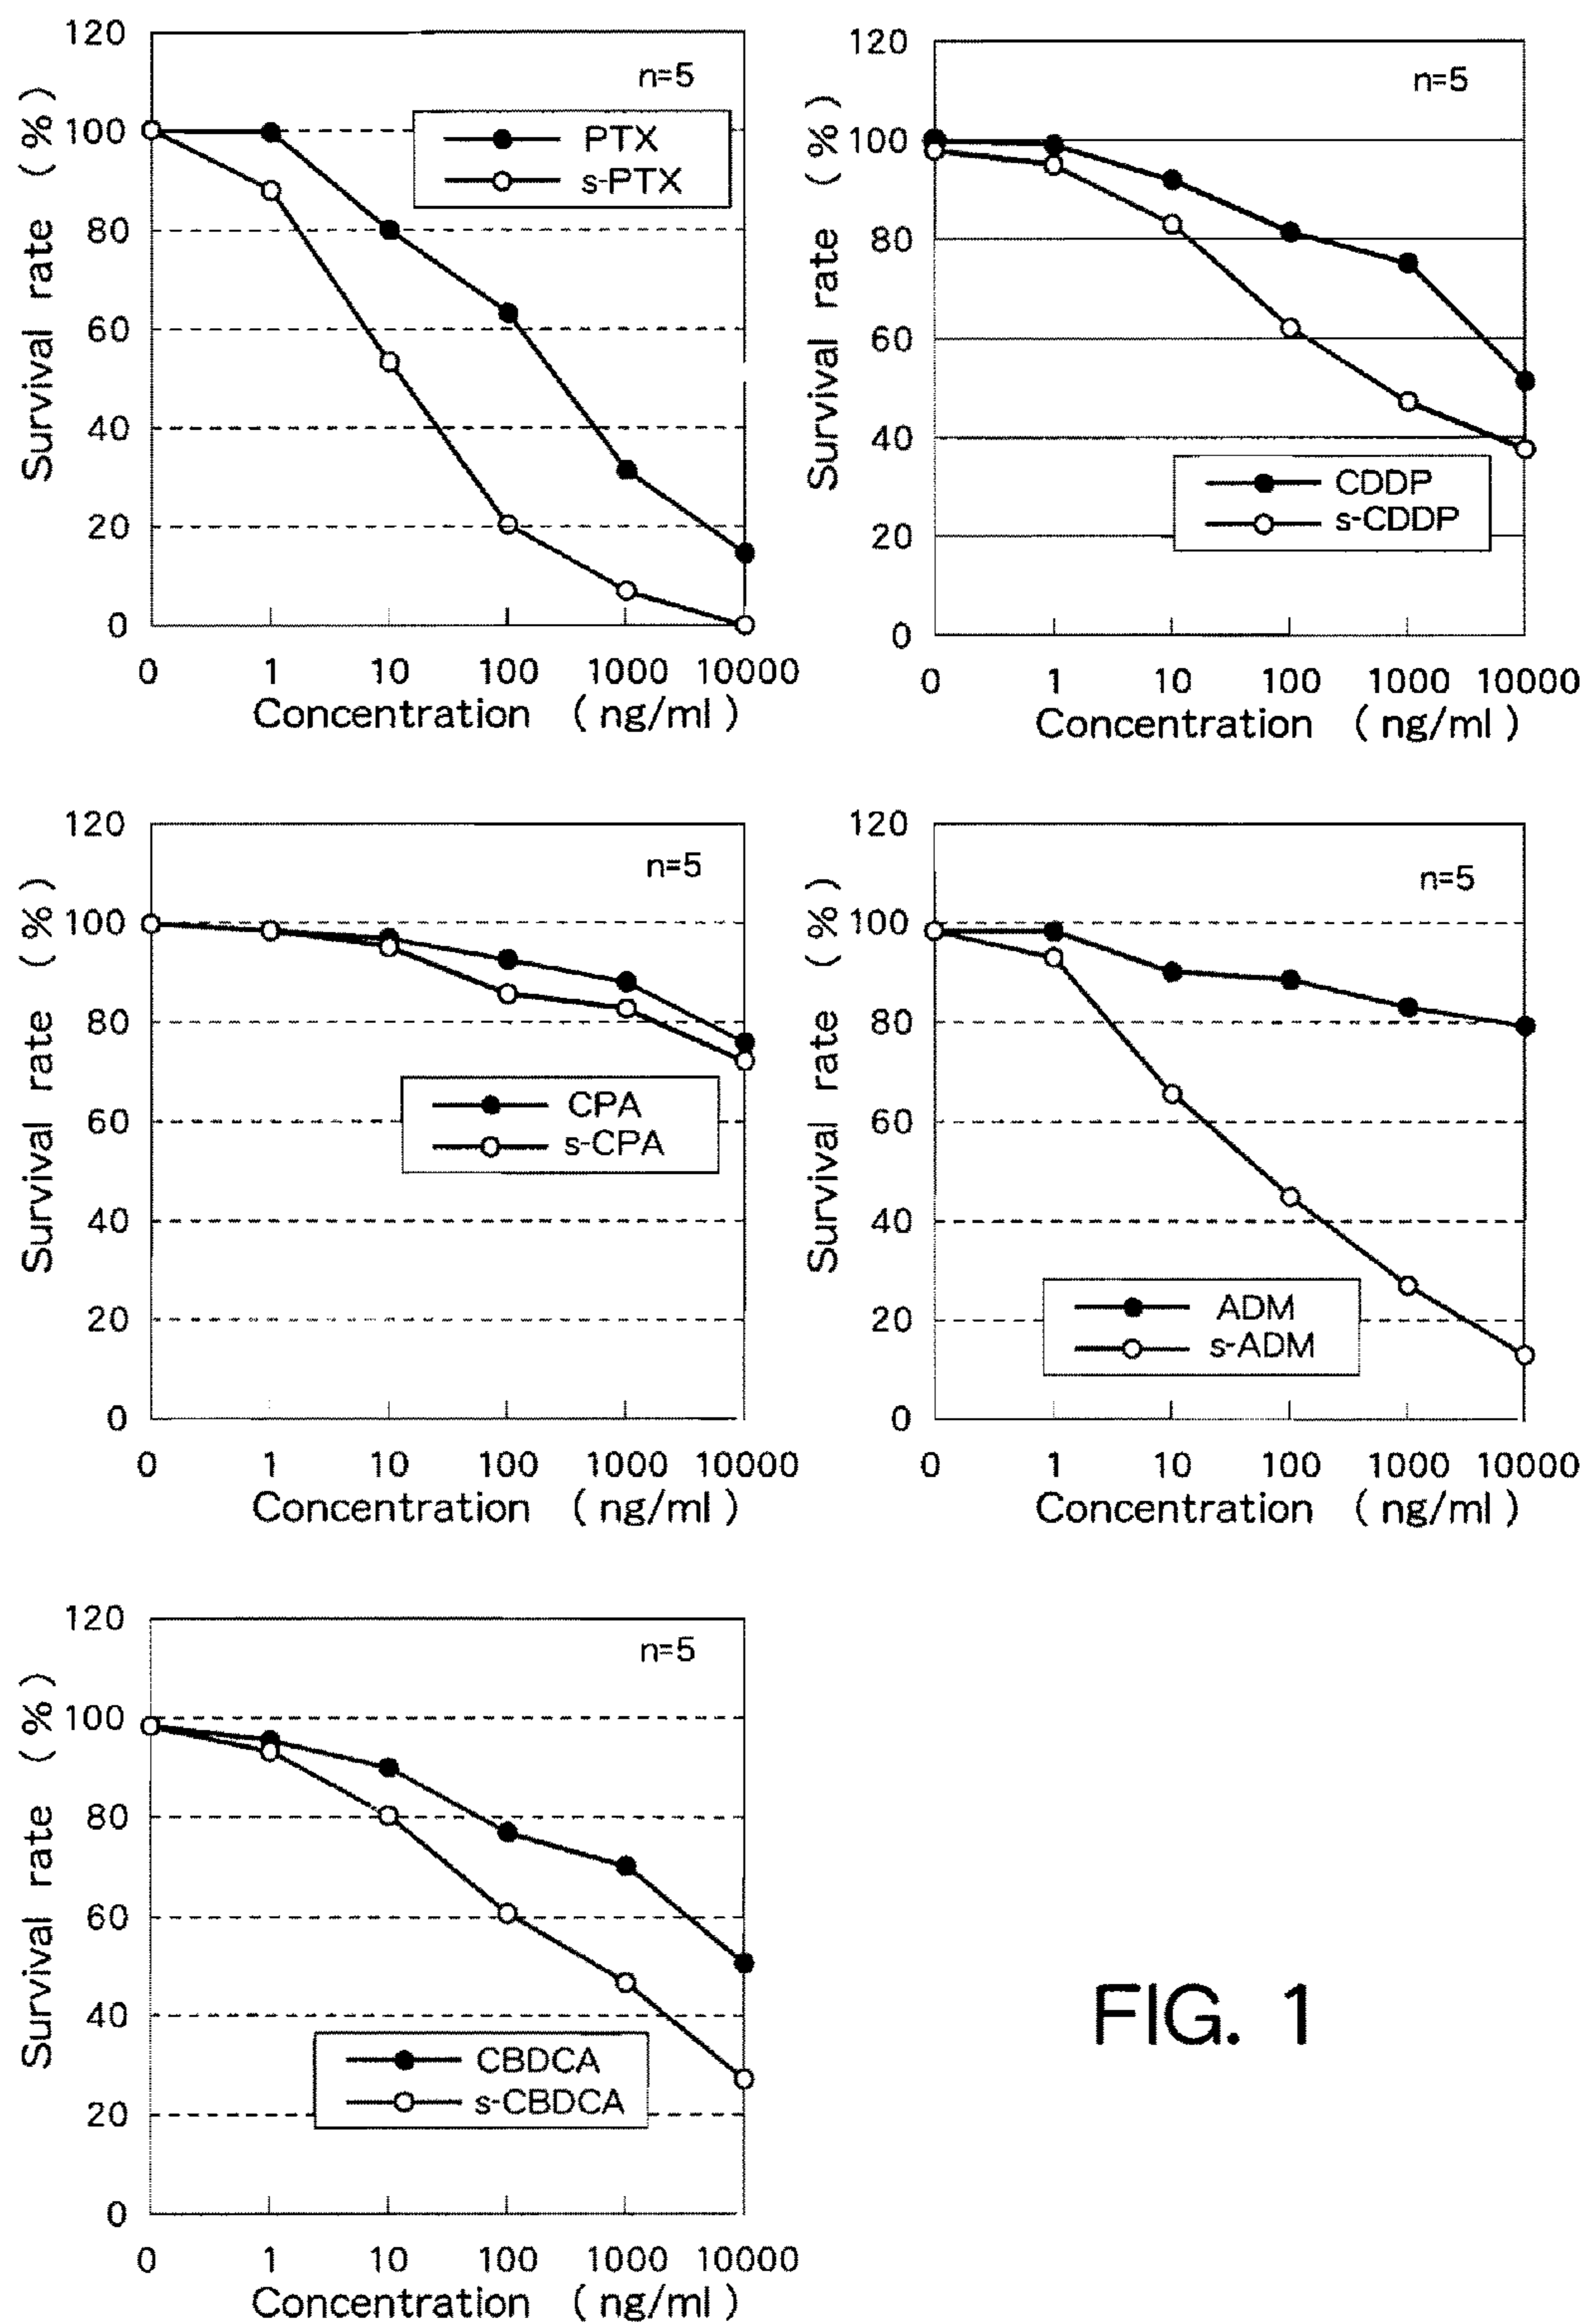 120
n=5
100
PTX
s-PTX
80
60
40
20
0
0 1 10 100 1000 10000
Concentration ( ng/ml )
Survival rate ( % )
120
n=5
100
80
60
40
CDDP
s-CDDP
20
0
0 1 10 100 1000 10000
Concentration ( ng/ml )
Survival rate ( % )
120
n=5
100
80
CPA
60
s-CPA
40
20
0
0 1 10 100 1000 10000
Concentration ( ng/ml )
Survival rate ( % )
120
n=5
100
80
60
40
ADM
20
s-ADM
0
0 1 10 100 1000 10000
Concentration ( ng/ml )
Survival rate ( % )
120
n=5
100
80
60
40
CBDCA
s-CBDCA
20
0
0 1 10 100 1000 10000
Concentration ( ng/ml )
Survival rate ( % )
FIG. 1